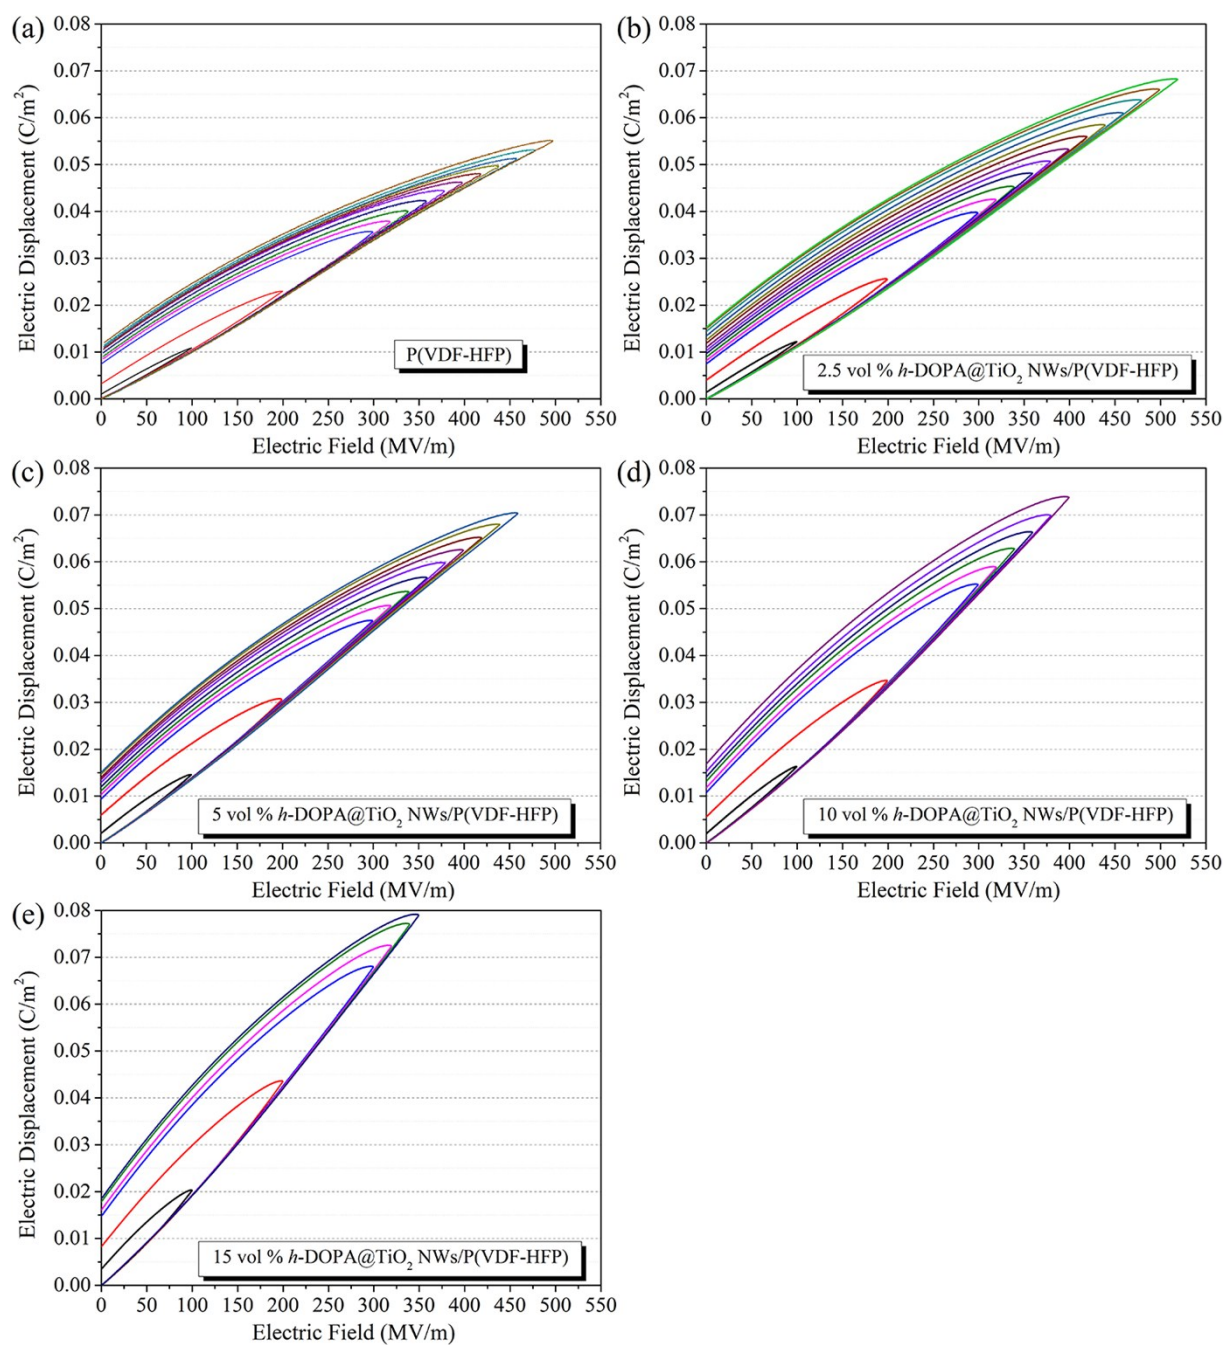 (a)
0.08
0.07
0.06
0.05
0.04
0.03
0.02
0.01
0.00
Electric Displacement (C/m²)
P(VDF-HFP)
0 50 100 150 200 250 300 350 400 450 500 550
Electric Field (MV/m)
(b)
0.08
0.07
0.06
0.05
0.04
0.03
0.02
0.01
0.00
Electric Displacement (C/m²)
2.5 vol % h-DOPA@TiO₂ NWs/P(VDF-HFP)
0 50 100 150 200 250 300 350 400 450 500 550
Electric Field (MV/m)
(c)
0.08
0.07
0.06
0.05
0.04
0.03
0.02
0.01
0.00
Electric Displacement (C/m²)
5 vol % h-DOPA@TiO₂ NWs/P(VDF-HFP)
0 50 100 150 200 250 300 350 400 450 500 550
Electric Field (MV/m)
(d)
0.08
0.07
0.06
0.05
0.04
0.03
0.02
0.01
0.00
Electric Displacement (C/m²)
10 vol % h-DOPA@TiO₂ NWs/P(VDF-HFP)
0 50 100 150 200 250 300 350 400 450 500 550
Electric Field (MV/m)
(e)
0.08
0.07
0.06
0.05
0.04
0.03
0.02
0.01
0.00
Electric Displacement (C/m²)
15 vol % h-DOPA@TiO₂ NWs/P(VDF-HFP)
0 50 100 150 200 250 300 350 400 450 500 550
Electric Field (MV/m)